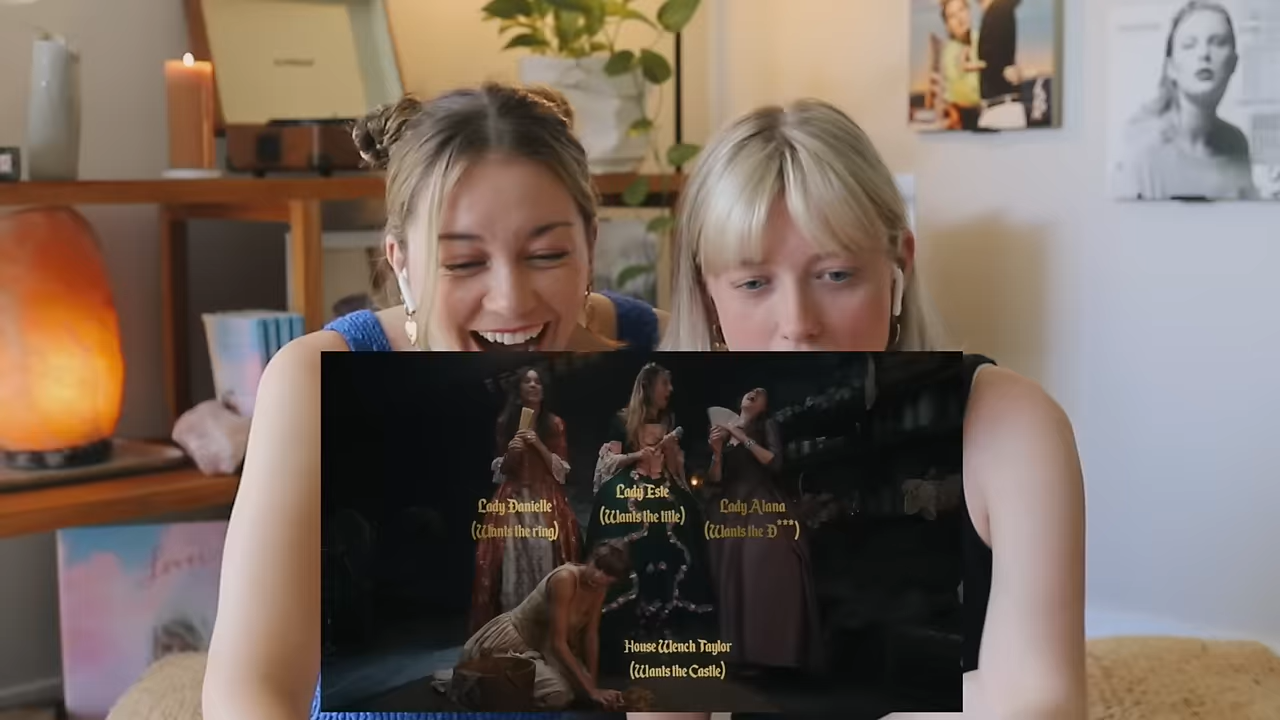 Lady Danielle
(Wants the ring)
Lady Este
(Wants the title)
Lady Alana
(Wants the D***)
House Wench Taylor
(Wants the Castle)
Lover